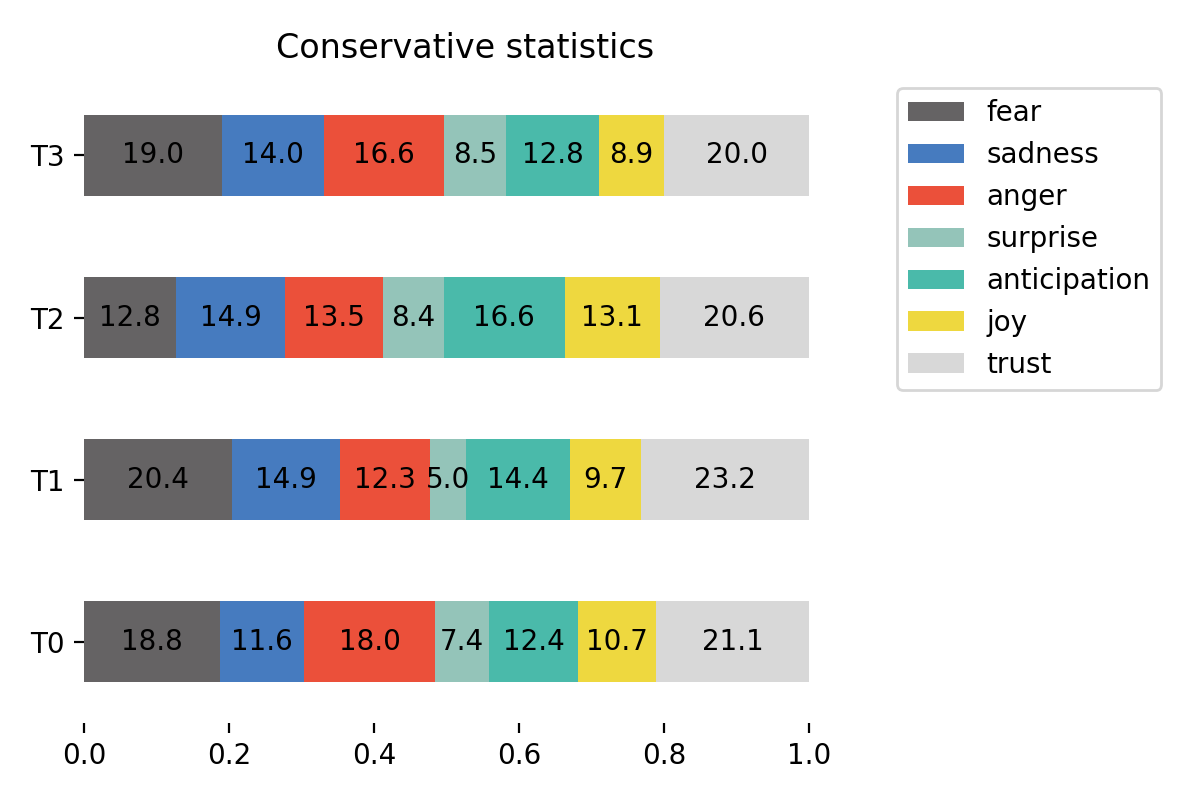 Conservative statistics
T3 19.0 14.0 16.6 8.5 12.8 8.9 20.0
T2 12.8 14.9 13.5 8.4 16.6 13.1 20.6
T1 20.4 14.9 12.3 5.0 14.4 9.7 23.2
T0 18.8 11.6 18.0 7.4 12.4 10.7 21.1
0.0 0.2 0.4 0.6 0.8 1.0
fear
sadness
anger
surprise
anticipation
joy
trust